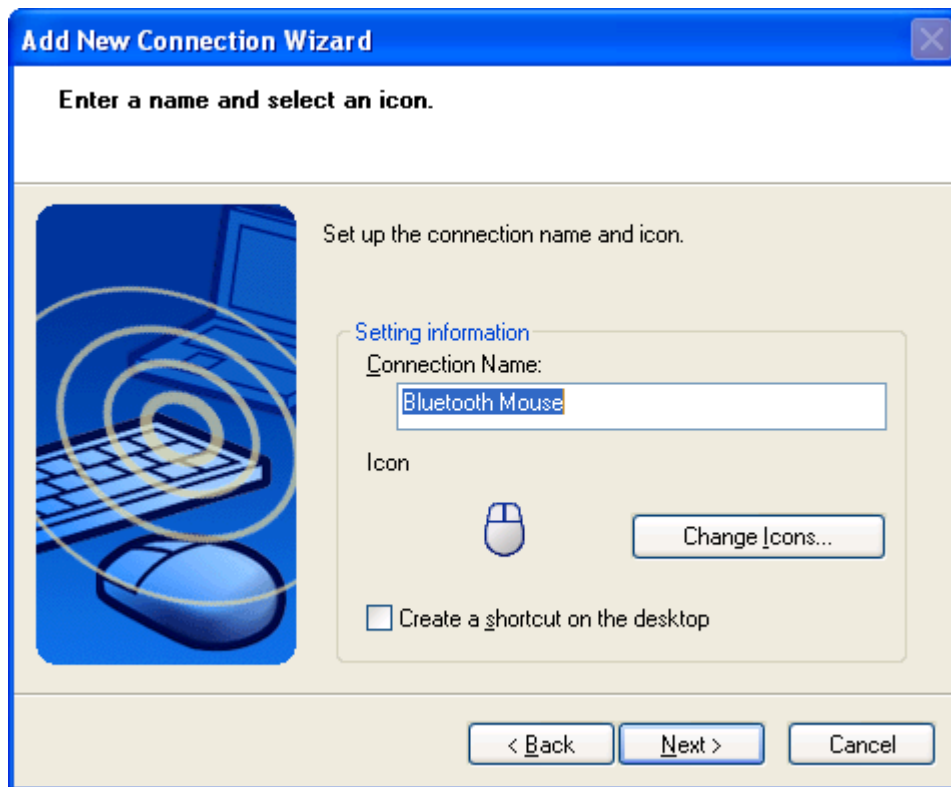 Add New Connection Wizard
Enter a name and select an icon.
Set up the connection name and icon.
Setting information
Connection Name:
Bluetooth Mouse
Icon
Change Icons...
Create a shortcut on the desktop
< Back
Next >
Cancel